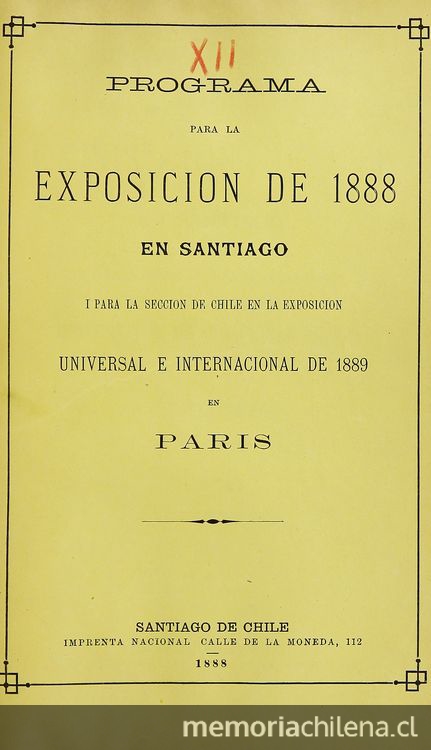 XII
PROGRAMA
PARA LA
EXPOSICION DE 1888
EN SANTIAGO
I PARA LA SECCION DE CHILE EN LA EXPOSICION
UNIVERSAL E INTERNACIONAL DE 1889
EN
PARIS
SANTIAGO DE CHILE
IMPRENTA NACIONAL CALLE DE LA MONEDA, 112
1888
memoriachilena.cl